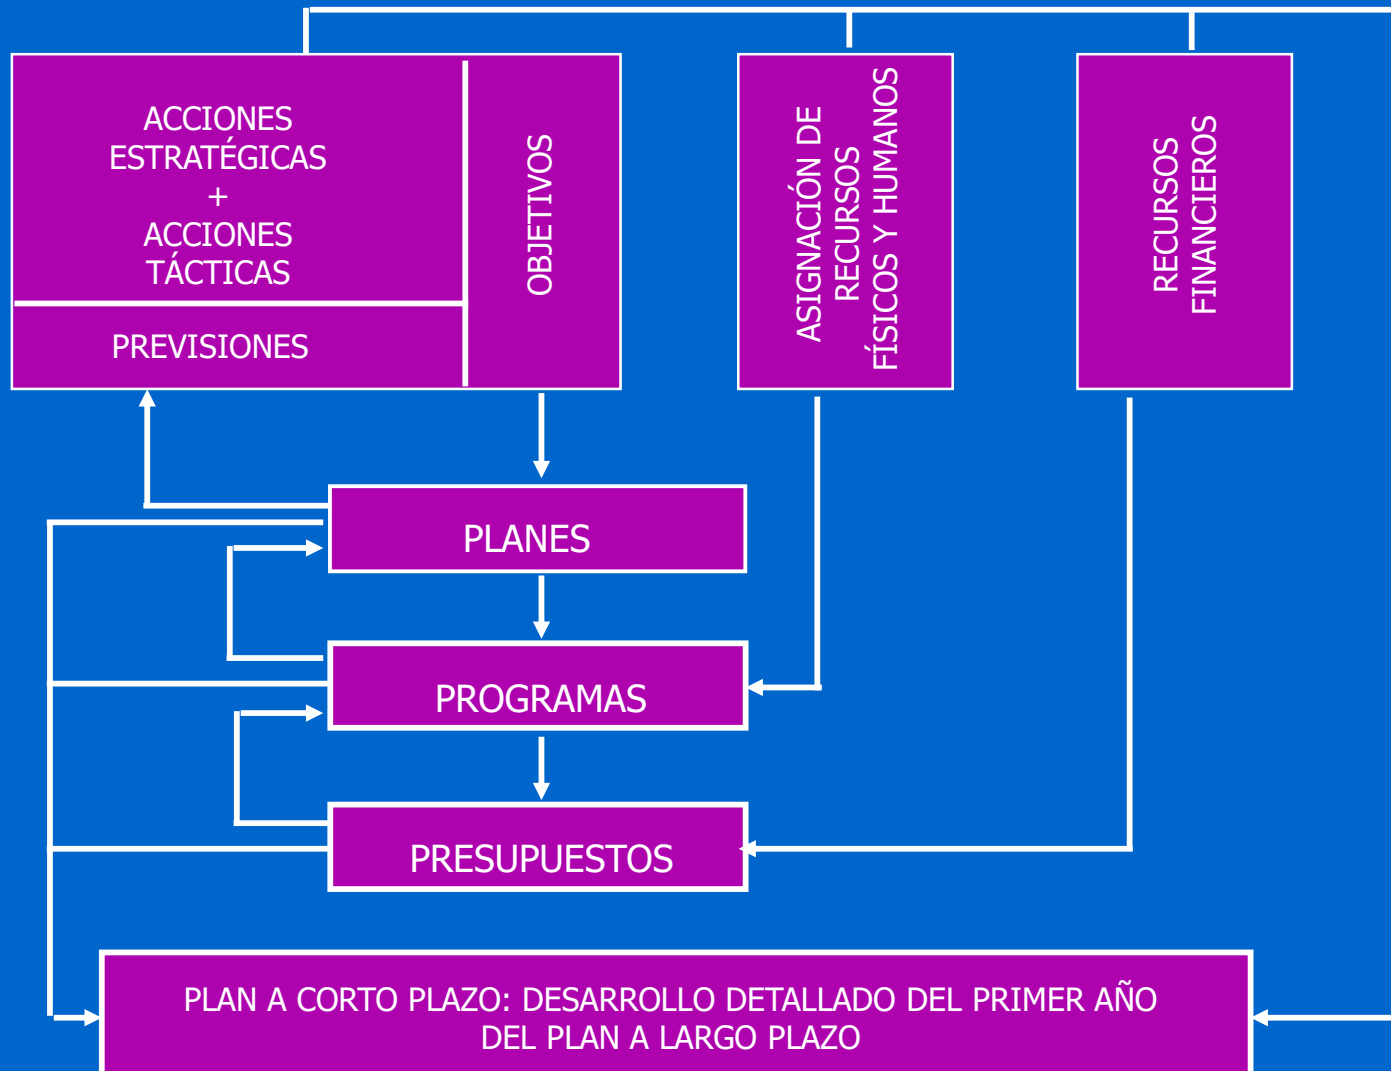 ACCIONES
ESTRATÉGICAS
+
ACCIONES
TÁCTICAS
PREVISIONES
OBJETIVOS
ASIGNACIÓN DE
RECURSOS
FÍSICOS Y HUMANOS
RECURSOS
FINANCIEROS
PLANES
PROGRAMAS
PRESUPUESTOS
PLAN A CORTO PLAZO: DESARROLLO DETALLADO DEL PRIMER AÑO
DEL PLAN A LARGO PLAZO